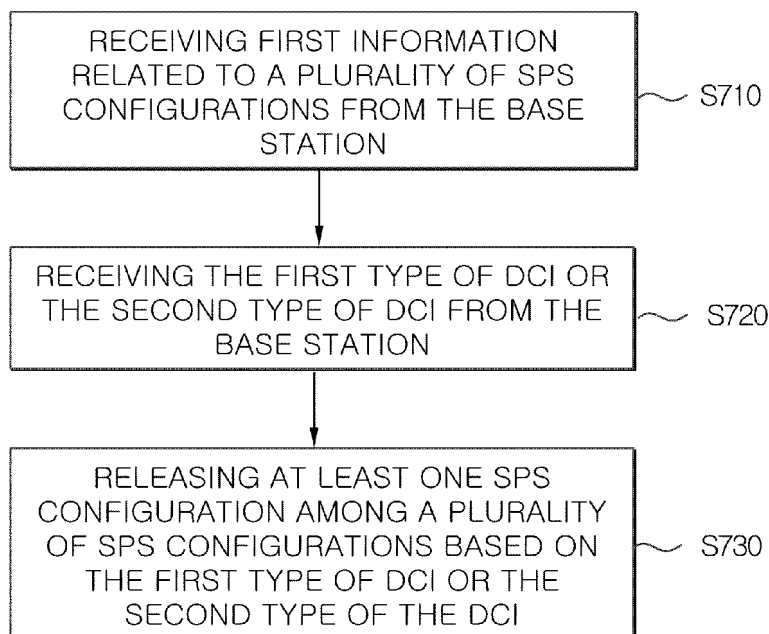 RECEIVING FIRST INFORMATION
RELATED TO A PLURALITY OF SPS
CONFIGURATIONS FROM THE BASE
STATION
S710
RECEIVING THE FIRST TYPE OF DCI OR
THE SECOND TYPE OF DCI FROM THE
BASE STATION
S720
RELEASING AT LEAST ONE SPS
CONFIGURATION AMONG A PLURALITY
OF SPS CONFIGURATIONS BASED ON
THE FIRST TYPE OF DCI OR THE
SECOND TYPE OF THE DCI
S730